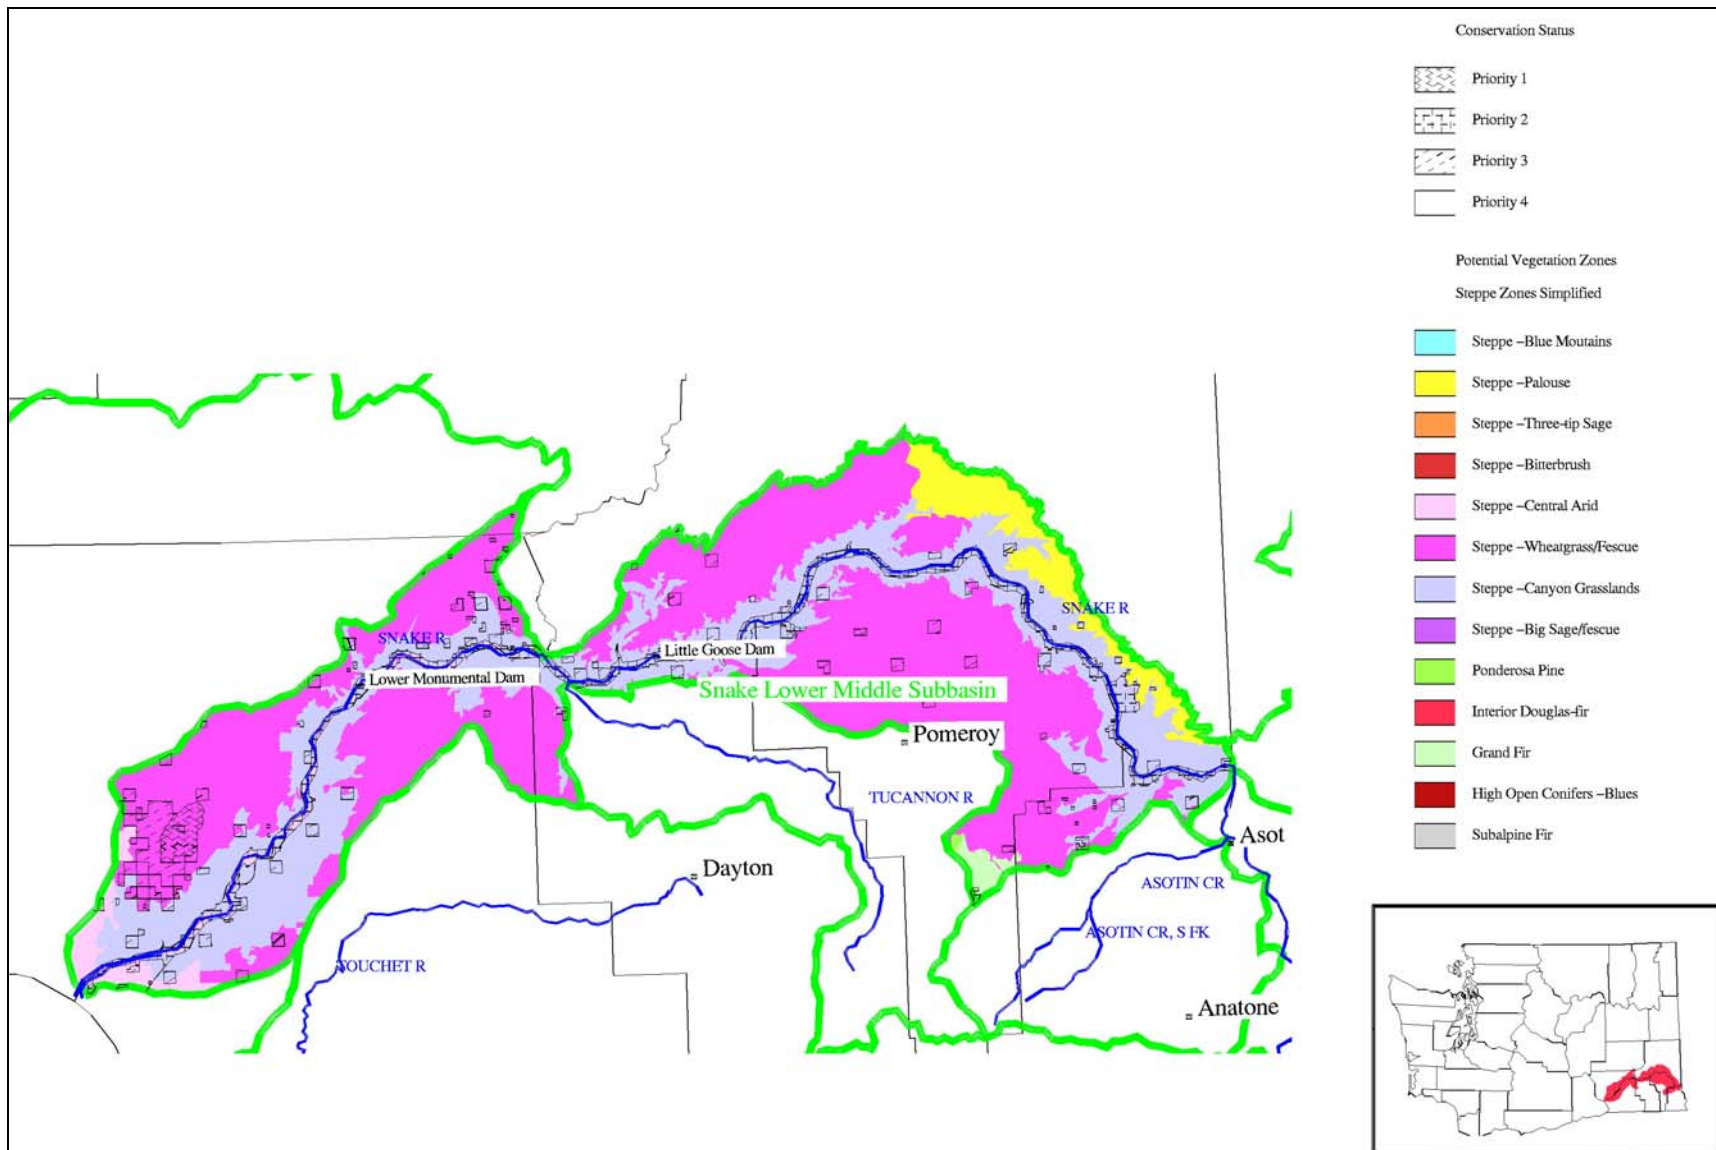 Conservation Status
Priority 1
Priority 2
Priority 3
Priority 4
Potential Vegetation Zones
Steppe Zones Simplified
Steppe –Blue Moutains
Steppe –Palouse
Steppe –Three-tip Sage
Steppe –Bitterbrush
Steppe –Central Arid
Steppe –Wheatgrass/Fescue
Steppe –Canyon Grasslands
Steppe –Big Sage/fescue
Ponderosa Pine
Interior Douglas-fir
Grand Fir
High Open Conifers –Blues
Subalpine Fir
SNAKE R
SNAKE R
Little Goose Dam
Lower Monumental Dam
Snake Lower Middle Subbasin
Pomeroy
TUCANNON R
Asot
Dayton
ASOTIN CR
ASOTIN CR, S FK
TOUCHET R
Anatone